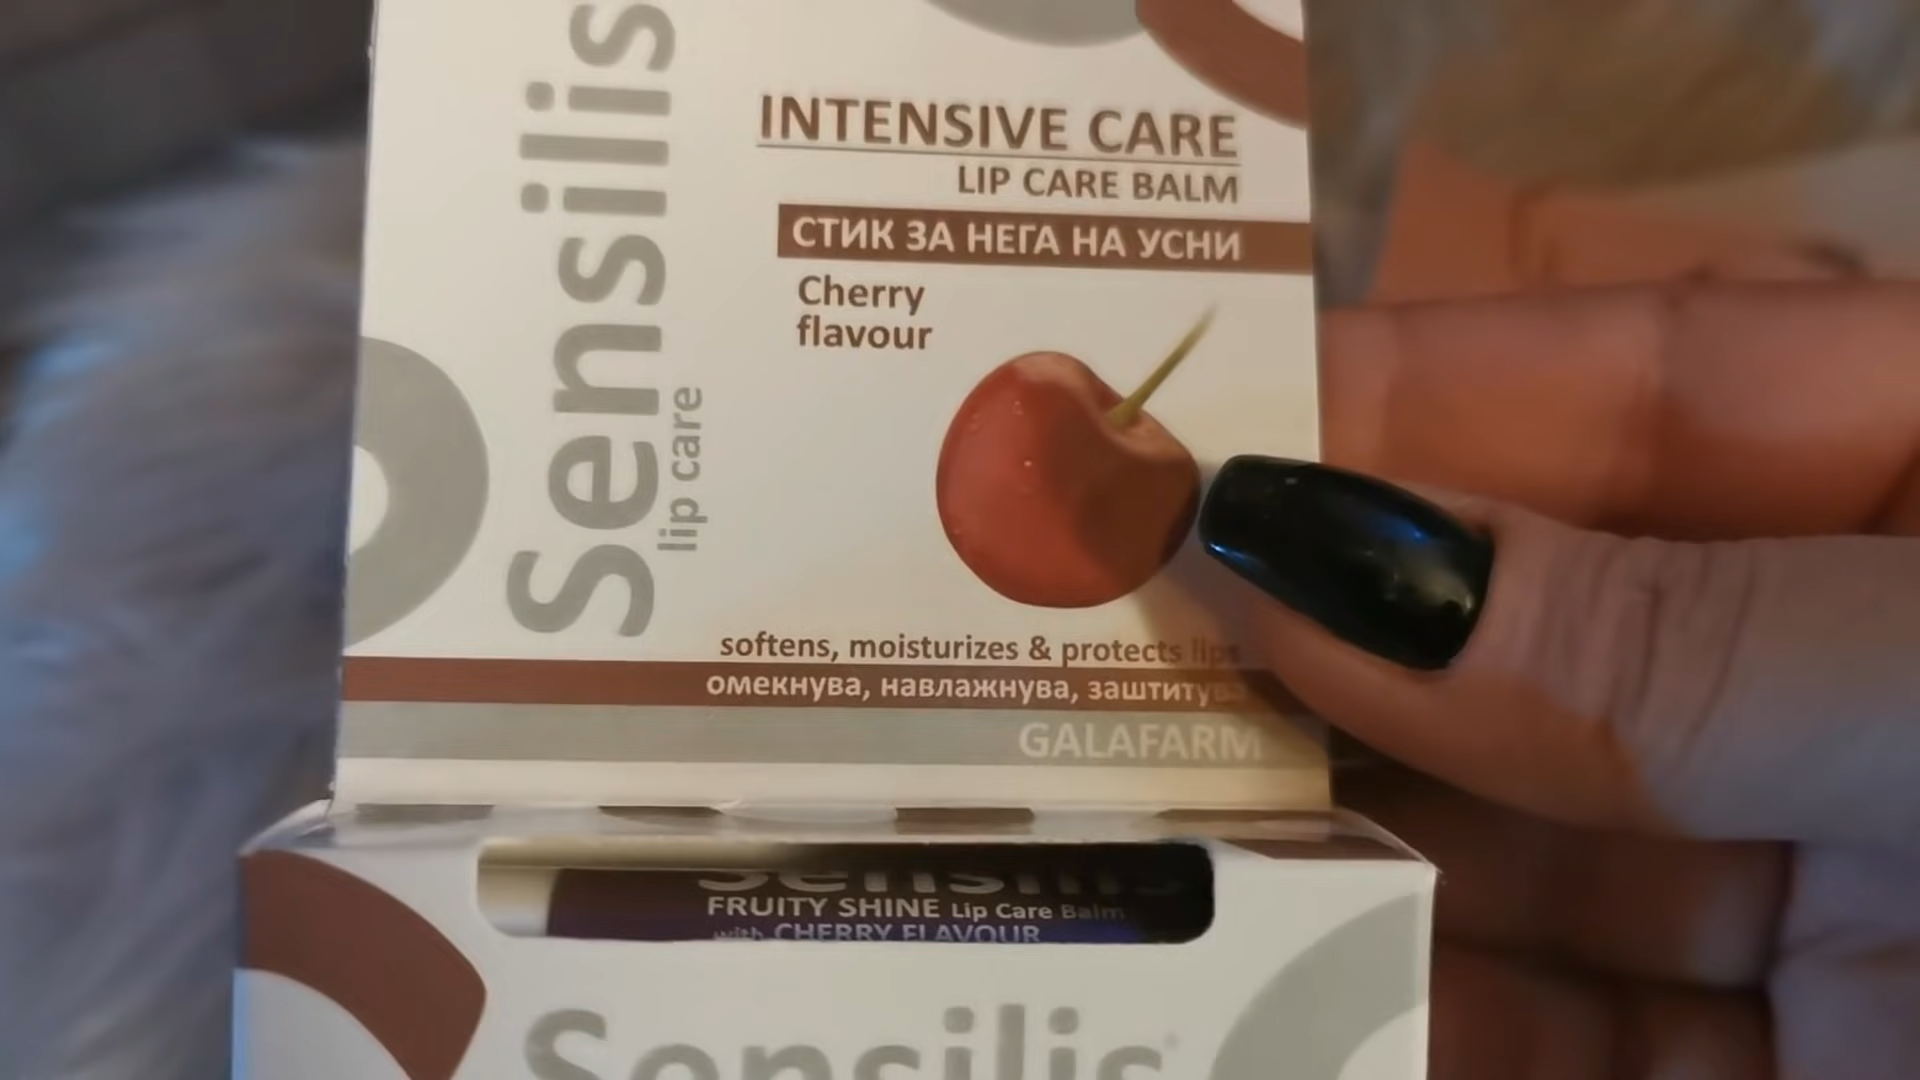 Sensilis
lip care
INTENSIVE CARE
LIP CARE BALM
СТИК ЗА НЕГА НА УСНИ
Cherry
flavour
softens, moisturizes & protects lips
омекнува, навлажнува, заштитува
GALAFARM
Sensilis
FRUITY SHINE Lip Care Balm
with CHERRY FLAVOUR
Sensilis